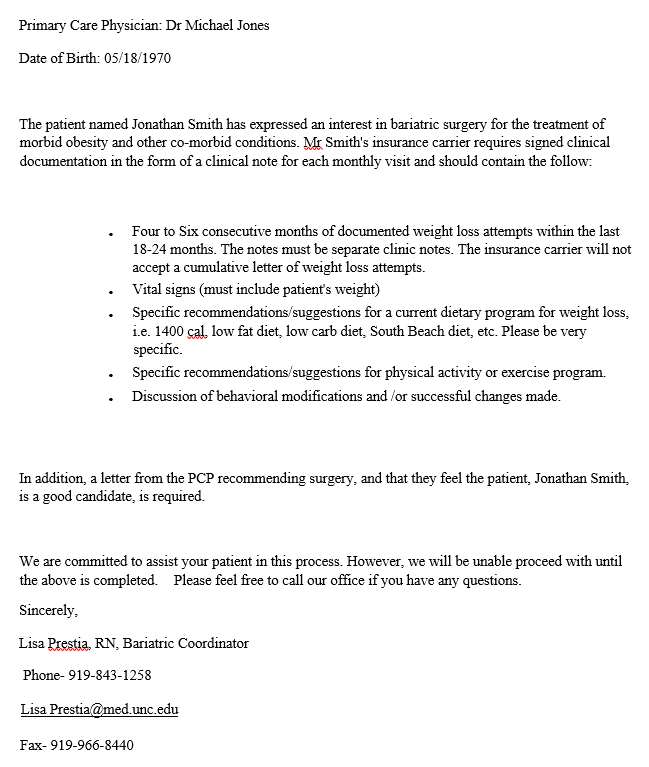 Primary Care Physician: Dr Michael Jones
Date of Birth: 05/18/1970
The patient named Jonathan Smith has expressed an interest in bariatric surgery for the treatment of
morbid obesity and other co-morbid conditions. Mr Smith's insurance carrier requires signed clinical
documentation in the form of a clinical note for each monthly visit and should contain the follow:
• Four to Six consecutive months of documented weight loss attempts within the last
18-24 months. The notes must be separate clinic notes. The insurance carrier will not
accept a cumulative letter of weight loss attempts.
• Vital signs (must include patient's weight)
• Specific recommendations/suggestions for a current dietary program for weight loss,
i.e. 1400 cal, low fat diet, low carb diet, South Beach diet, etc. Please be very
specific.
• Specific recommendations/suggestions for physical activity or exercise program.
• Discussion of behavioral modifications and /or successful changes made.
In addition, a letter from the PCP recommending surgery, and that they feel the patient, Jonathan Smith,
is a good candidate, is required.
We are committed to assist your patient in this process. However, we will be unable proceed with until
the above is completed. Please feel free to call our office if you have any questions.
Sincerely,
Lisa Prestia, RN, Bariatric Coordinator
Phone- 919-843-1258
Lisa Prestia@med.unc.edu
Fax- 919-966-8440